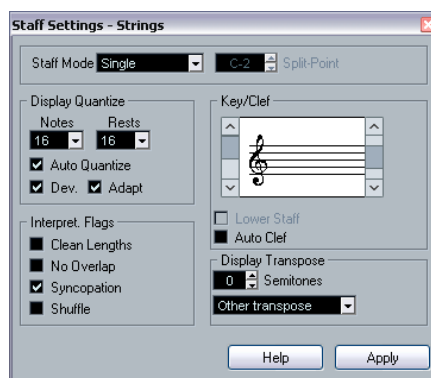 Staff Settings - Strings
Staff Mode Single C-2 Split-Point
Display Quantize
Notes Rests
16 16
Auto Quantize
Dev. Adapt
Interpret. Flags
Clean Lengths
No Overlap
Syncopation
Shuffle
Key/Clef
Lower Staff
Auto Clef
Display Transpose
0 Semitones
Other transpose
Help Apply